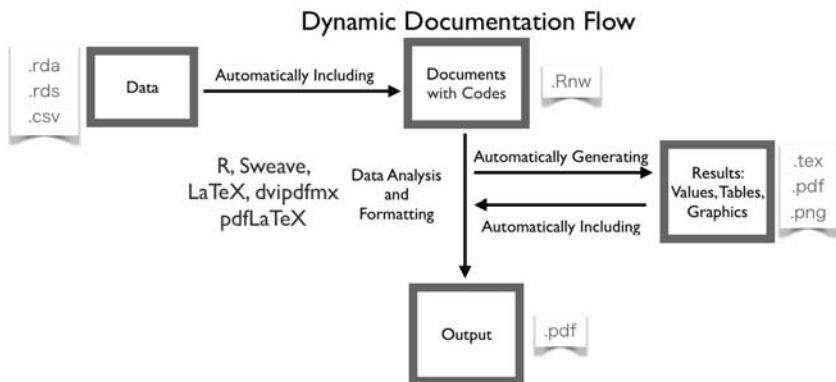 Dynamic Documentation Flow
.rda
.rds
.csv
Data
Automatically Including
Documents
with Codes
.Rnw
R, Sweave,
LaTeX, dvipdfmx
pdfLaTeX
Data Analysis
and
Formatting
Automatically Generating
Automatically Including
Results:
Values, Tables,
Graphics
.tex
.pdf
.png
Output
.pdf